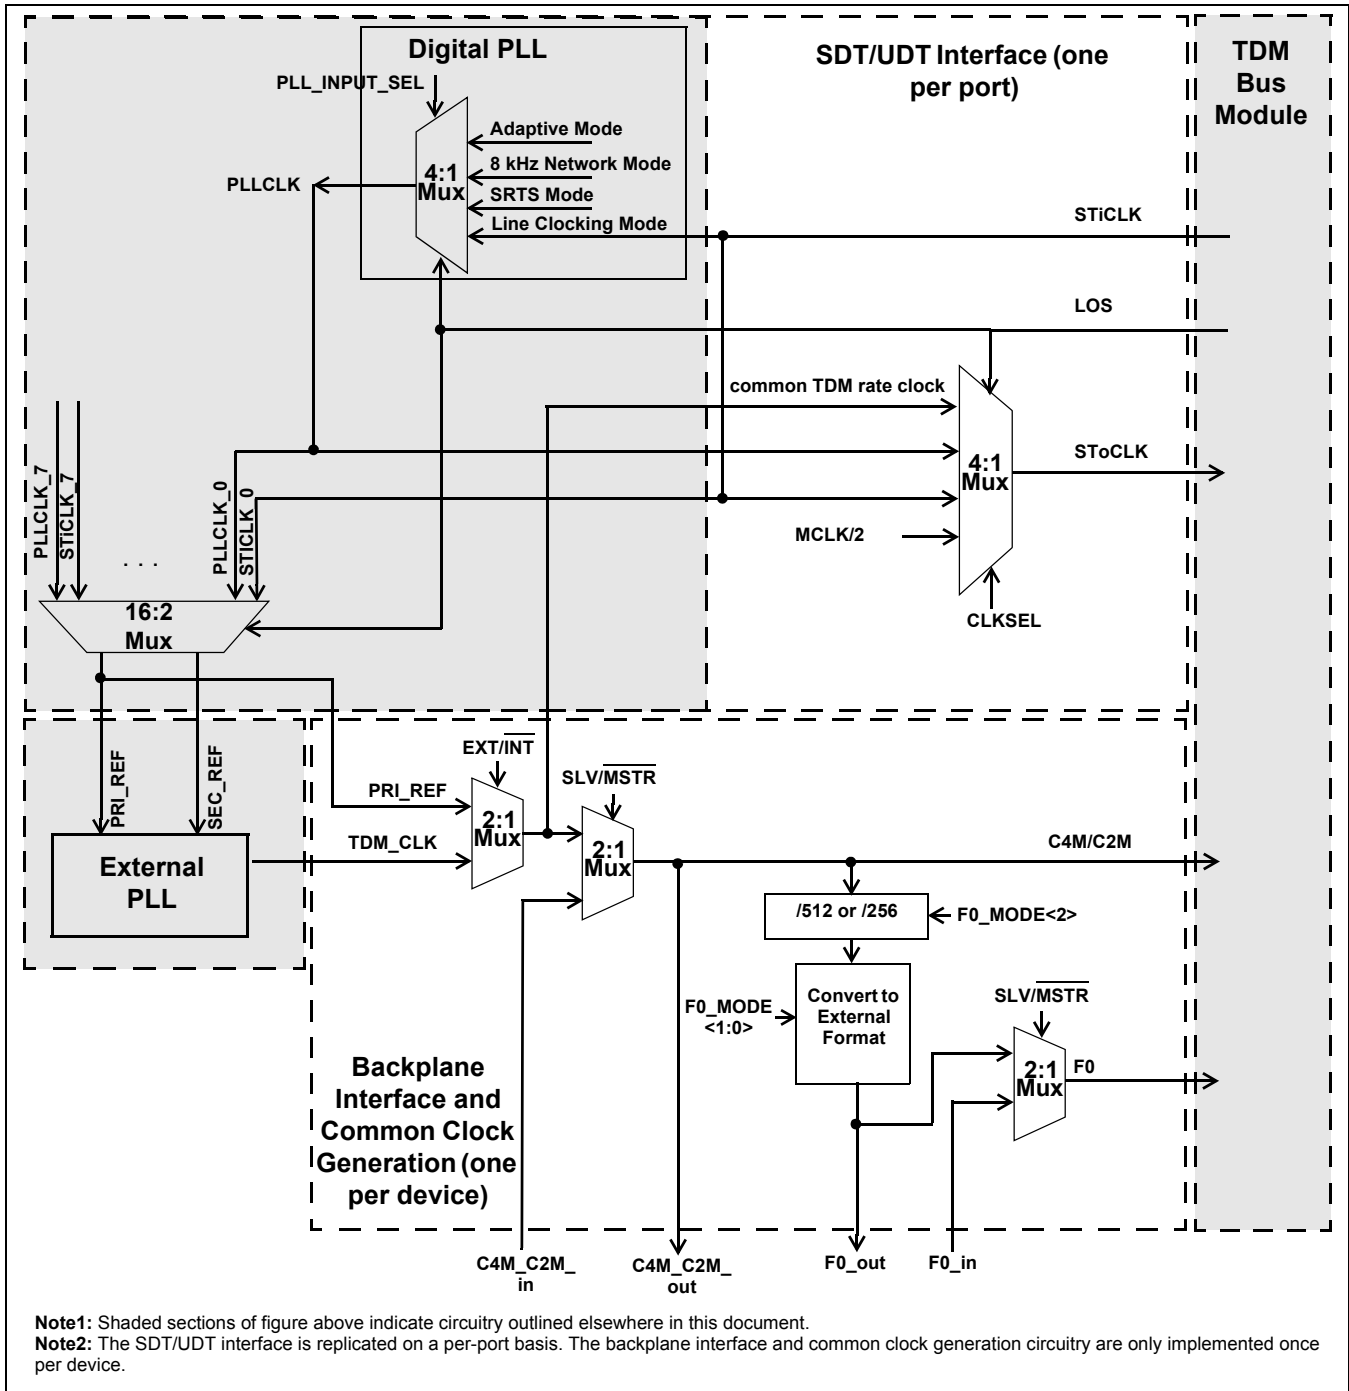 Digital PLL
SDT/UDT Interface (one
per port)
TDM
Bus
Module
PLL_INPUT_SEL
Adaptive Mode
8 kHz Network Mode
SRTS Mode
Line Clocking Mode
4:1
Mux
PLLCLK
STiCLK
LOS
common TDM rate clock
4:1
Mux
SToCLK
MCLK/2
CLKSEL
PLLCLK_7
STiCLK_7
. . .
PLLCLK_0
STICLK_0
16:2
Mux
PRI_REF
SEC_REF
External
PLL
EXT/INT
SLV/MSTR
PRI_REF
TDM_CLK
2:1
Mux
2:1
Mux
C4M/C2M
/512 or /256
F0_MODE<2>
Convert to
External
Format
F0_MODE
<1:0>
SLV/MSTR
2:1
Mux
F0
Backplane
Interface and
Common Clock
Generation (one
per device)
C4M_C2M_
in
C4M_C2M_
out
F0_out
F0_in
Note1: Shaded sections of figure above indicate circuitry outlined elsewhere in this document.
Note2: The SDT/UDT interface is replicated on a per-port basis. The backplane interface and common clock generation circuitry are only implemented once
per device.